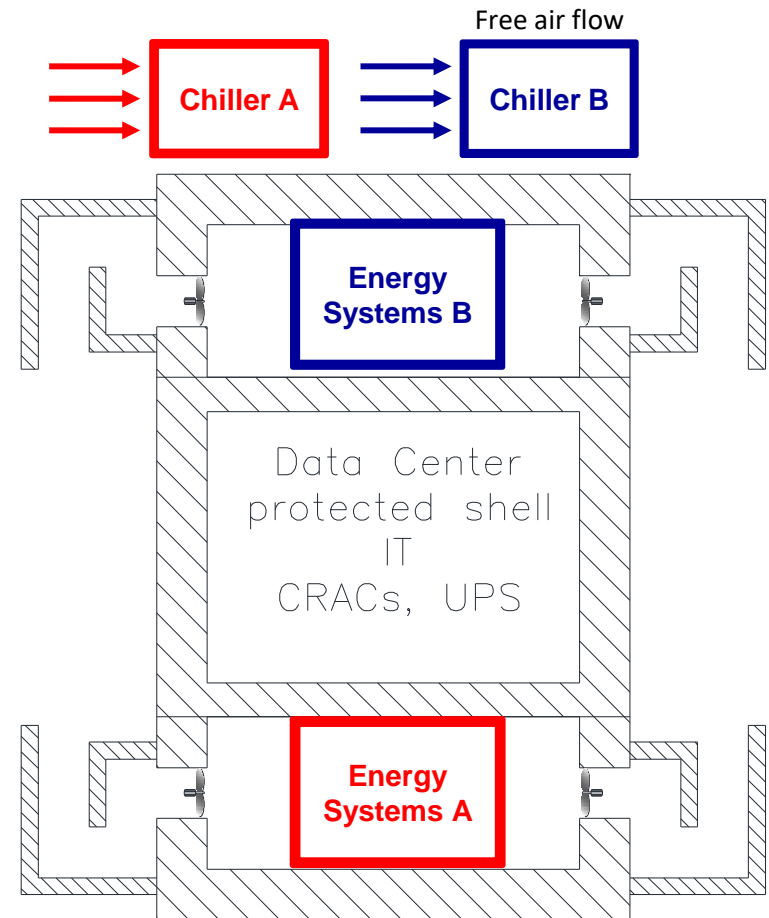 Free air flow
Chiller A
Chiller B
Energy
Systems B
Data Center
protected shell
IT
CRACs, UPS
Energy
Systems A